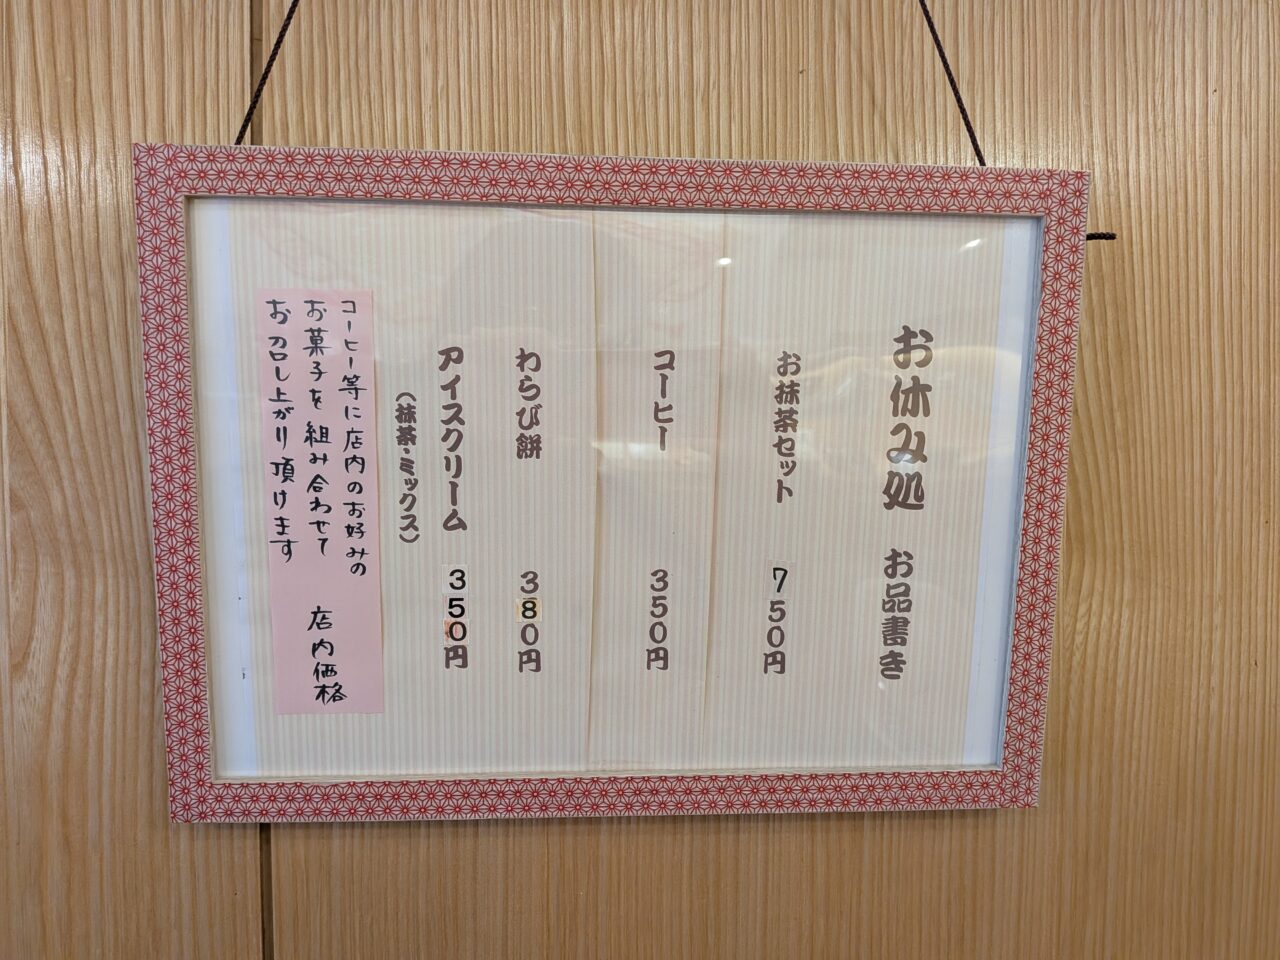 お休み処 お品書き
お抹茶セット 750円
コーヒー 350円
わらび餅 380円
アイスクリーム 350円
(抹茶・ミックス)
コーヒー等に店内のお好みの
お菓子を組み合わせて 店内価格
お召し上がり頂けます